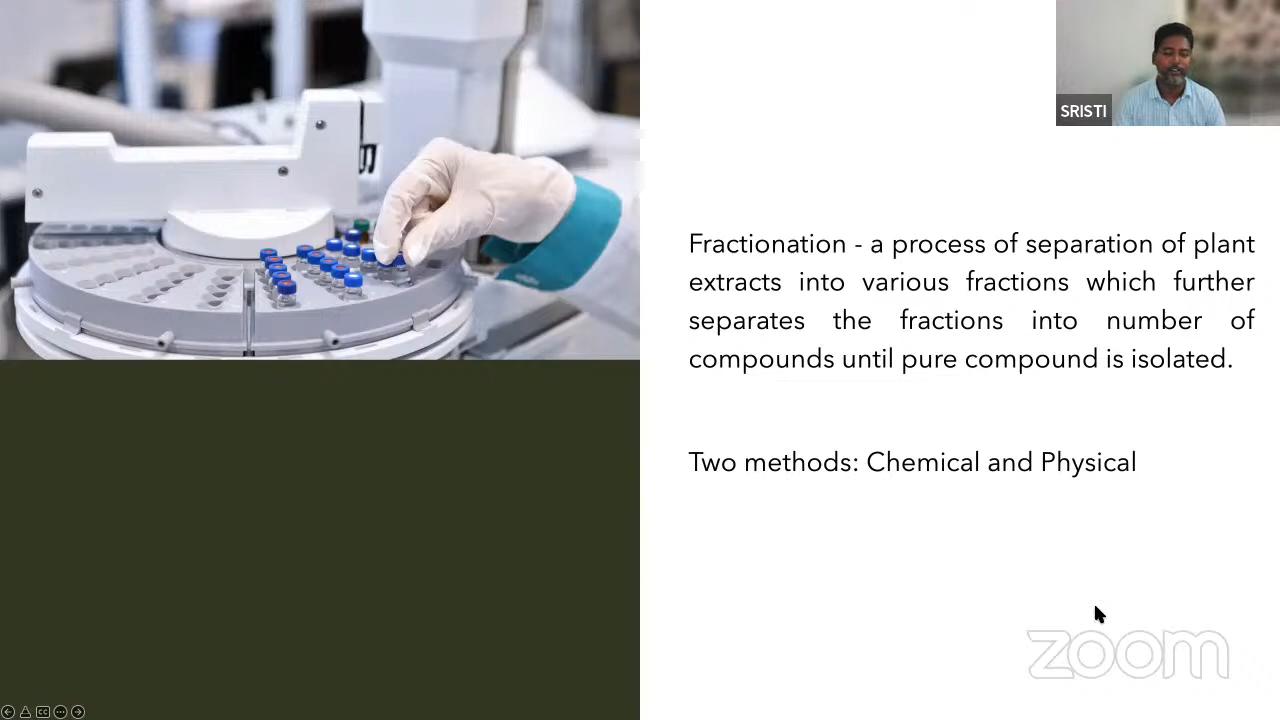 SRISTI
Fractionation - a process of separation of plant
extracts into various fractions which further
separates the fractions into number of
compounds until pure compound is isolated.
Two methods: Chemical and Physical
zoom